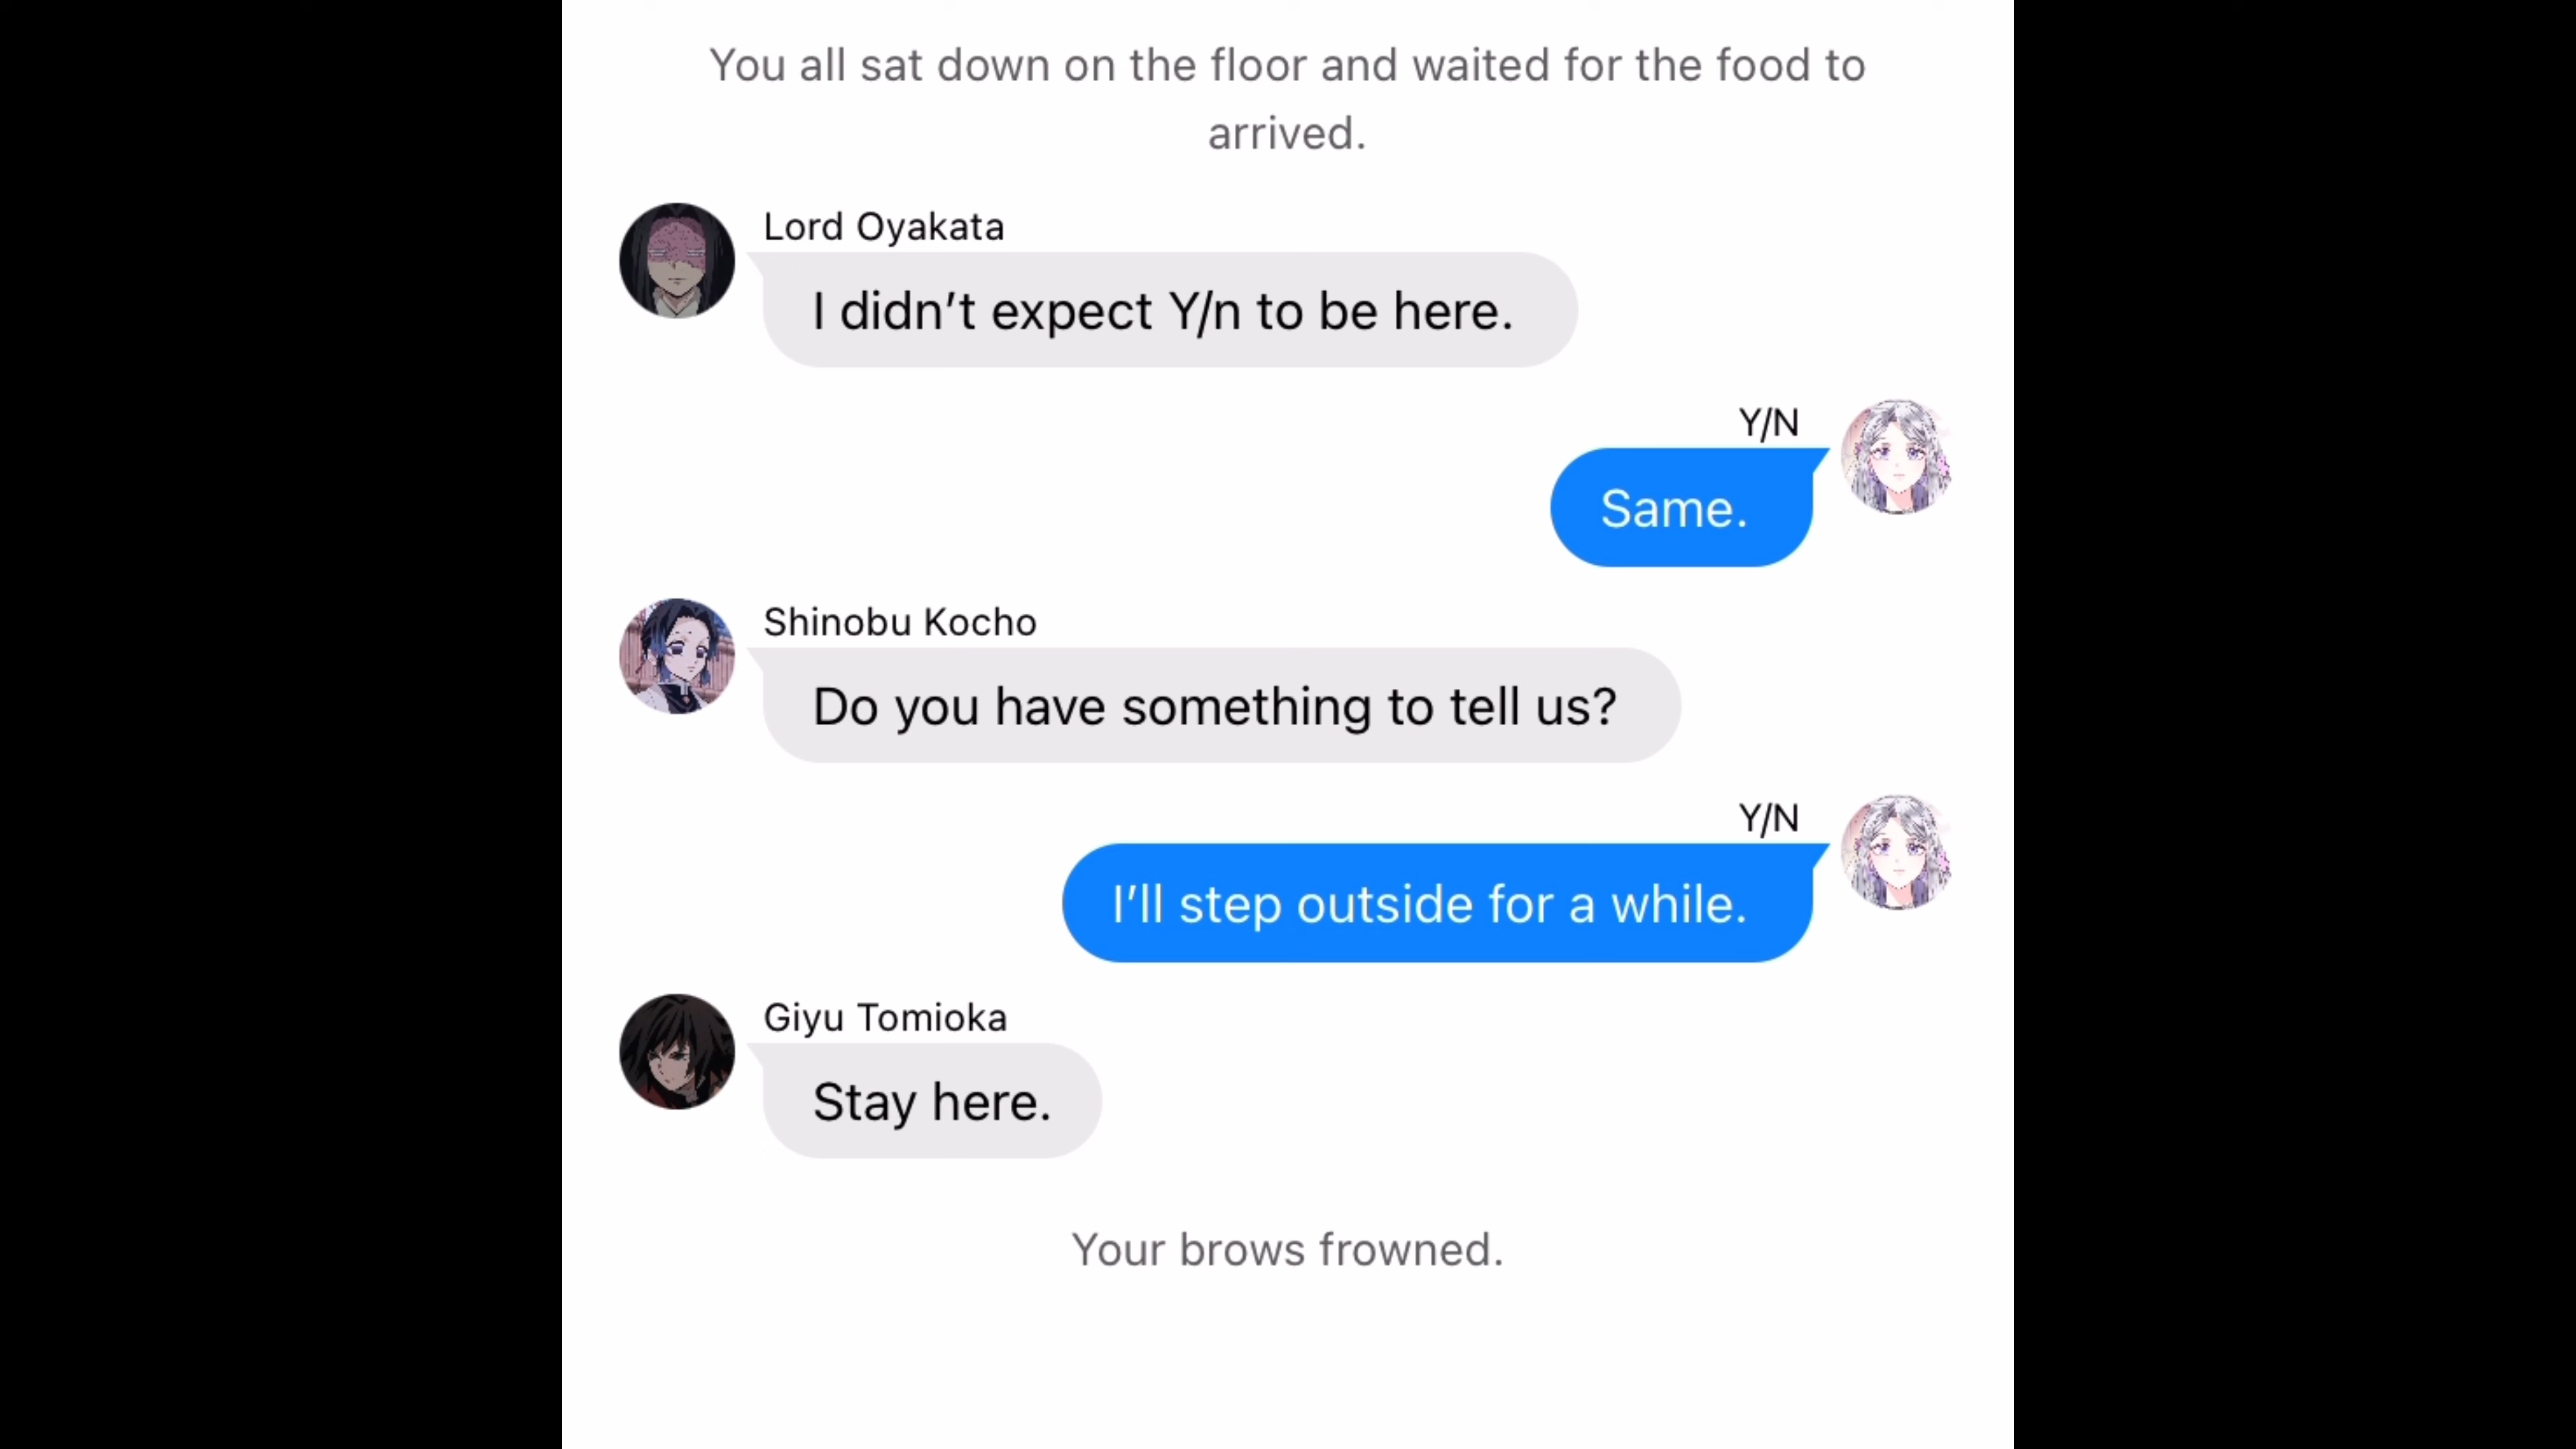 You all sat down on the floor and waited for the food to
arrived.
Lord Oyakata
I didn’t expect Y/n to be here.
Y/N
Same.
Shinobu Kocho
Do you have something to tell us?
Y/N
I’ll step outside for a while.
Giyu Tomioka
Stay here.
Your brows frowned.